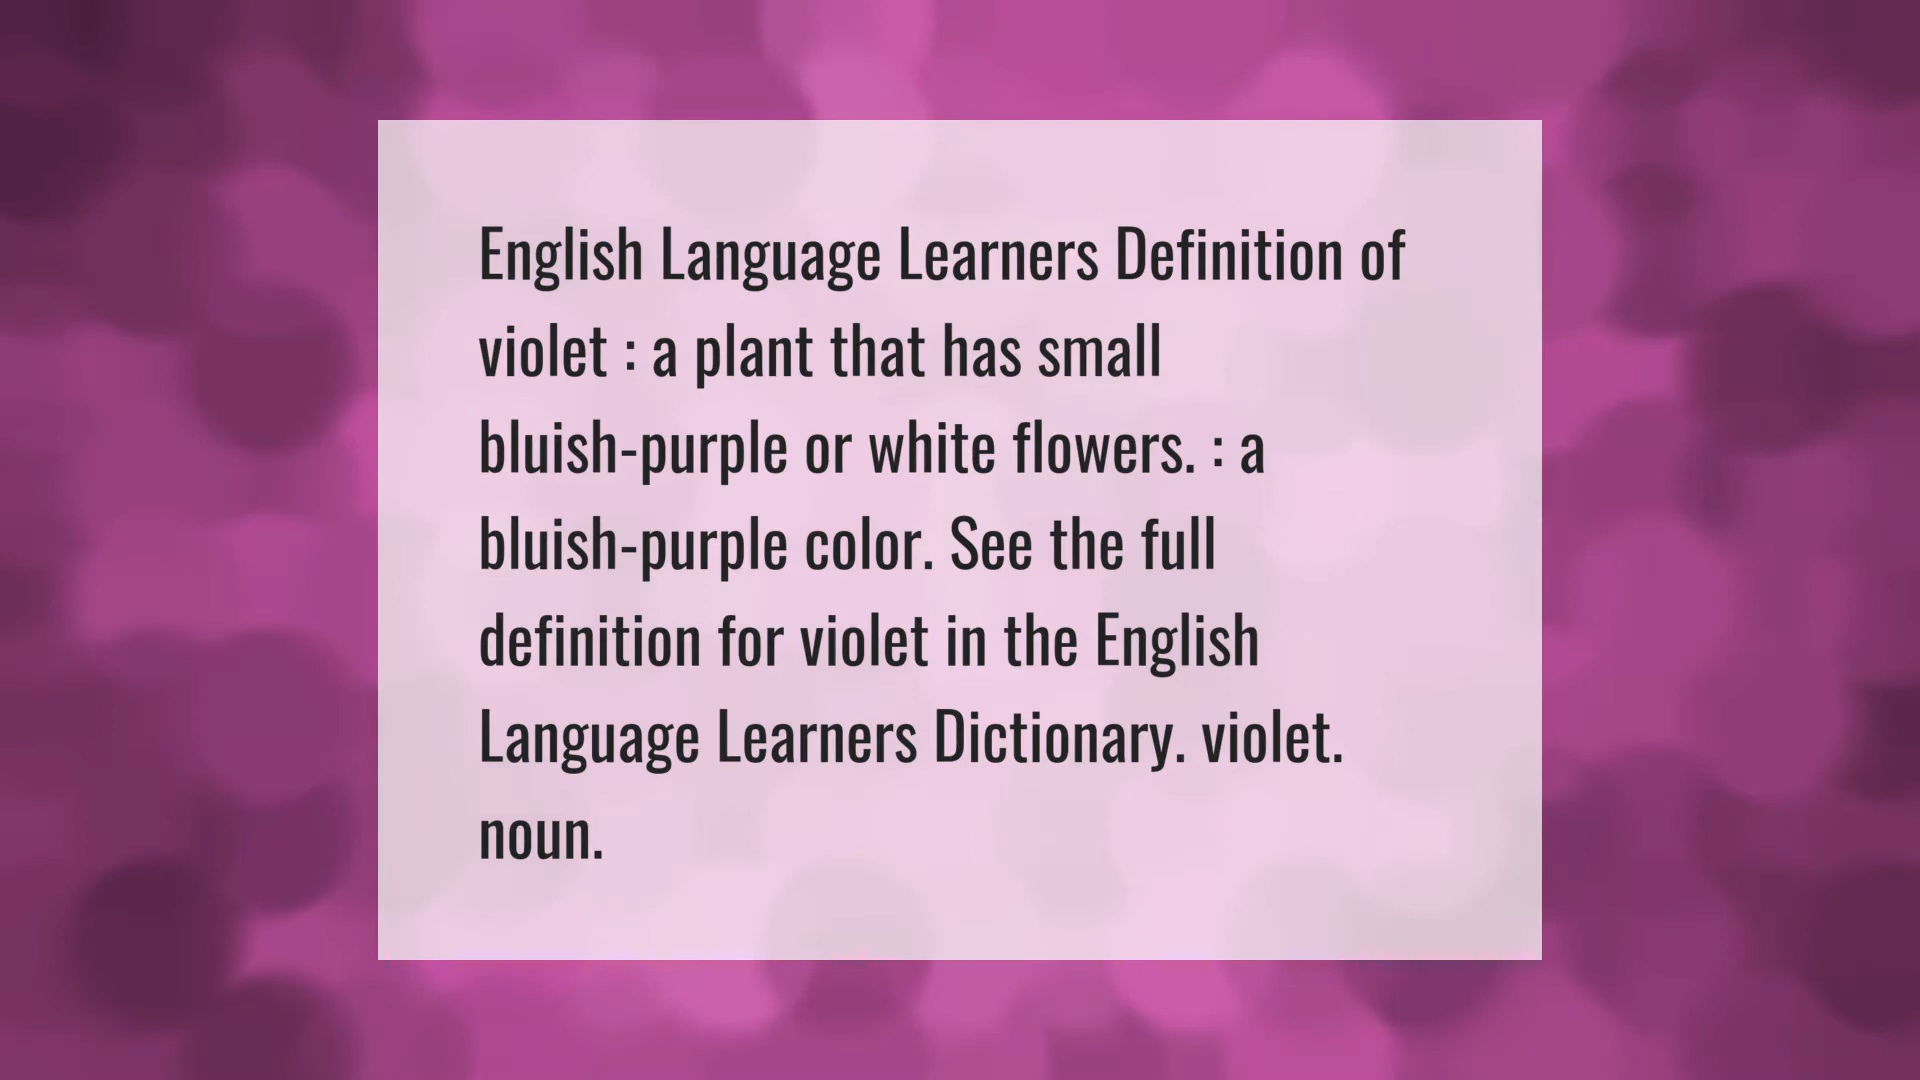 English Language Learners Definition of
violet : a plant that has small
bluish-purple or white flowers. : a
bluish-purple color. See the full
definition for violet in the English
Language Learners Dictionary. violet.
noun.